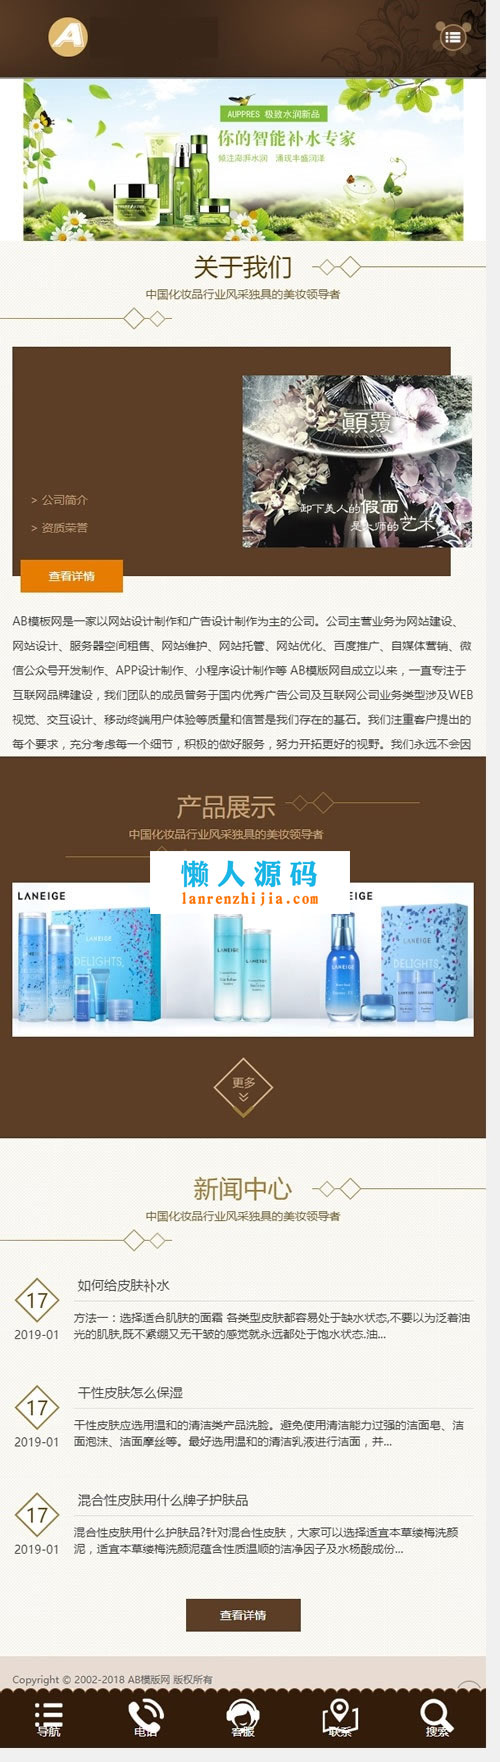 A
AUPPRES 极致水润新品
你的智能补水专家
倾注澎湃水润 涌现丰盛润泽
关于我们
中国化妆品行业风采独具的美妆领导者
顛覆
卸下美人的假面
是大师的艺术
> 公司简介
> 资质荣誉
查看详情
AB模板网是一家以网站设计制作和广告设计制作为主的公司。公司主营业务为网站建设、
网站设计、服务器空间租售、网站维护、网站托管、网站优化、百度推广、自媒体营销、微
信公众号开发制作、APP设计制作、小程序设计制作等 AB模版网自成立以来，一直专注于
互联网品牌建设，我们团队的成员曾务于国内优秀广告公司及互联网公司业务类型涉及WEB
视觉、交互设计、移动终端用户体验等质量和信誉是我们存在的基石。我们注重客户提出的
每个要求，充分考虑每一个细节，积极的做好服务，努力开拓更好的视野。我们永远不会因
产品展示
中国化妆品行业风采独具的美妆领导者
懒人源码
lanrenzhijia.com
LANEIGE
LANEIGE
LANEIGE
LANEIGE
DELIGHTS,
DELIGHTS,
更多
新闻中心
中国化妆品行业风采独具的美妆领导者
17
2019-01
如何给皮肤补水
方法一：选择适合肌肤的面霜 各类型皮肤都容易处于缺水状态,不要以为泛着油
光的肌肤,既不紧绷又无干皱的感觉就永远都处于饱水状态.油...
17
2019-01
干性皮肤怎么保湿
干性皮肤应选用温和的清洁类产品洗脸。避免使用清洁能力过强的洁面皂、洁
面泡沫、洁面摩丝等。最好选用温和的清洁乳液进行洁面，并...
17
2019-01
混合性皮肤用什么牌子护肤品
混合性皮肤用什么护肤品?针对混合性皮肤，大家可以选择适宜本草缕梅洗颜
泥，适宜本草缕梅洗颜泥蕴含性质温顺的洁净因子及水杨酸成份...
查看详情
Copyright © 2002-2018 AB模版网 版权所有
导航
电话
客服
联系
搜索